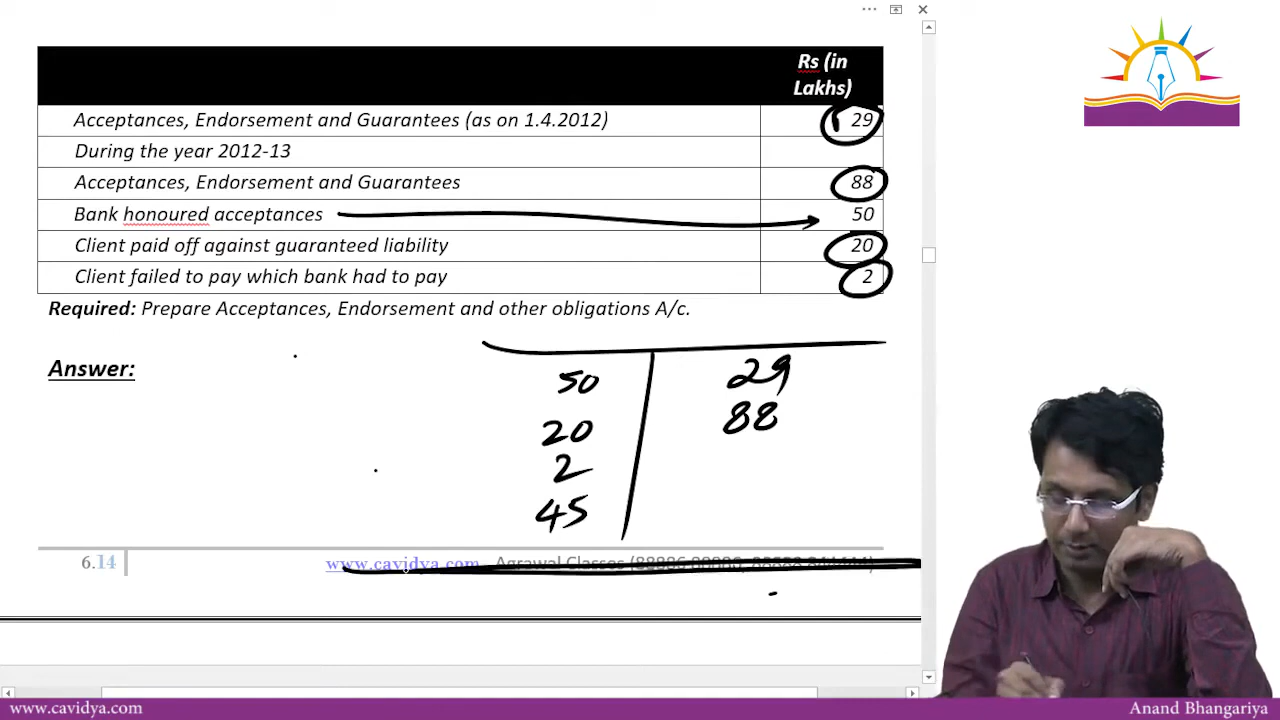 Rs (in
Lakhs)
Acceptances, Endorsement and Guarantees (as on 1.4.2012) 29
During the year 2012-13
Acceptances, Endorsement and Guarantees 88
Bank honoured acceptances 50
Client paid off against guaranteed liability 20
Client failed to pay which bank had to pay 2
Required: Prepare Acceptances, Endorsement and other obligations A/c.
Answer:
50 29
20 88
2
45
6.14 www.cavidya.com Agrawal Classes
www.cavidya.com Anand Bhangariya